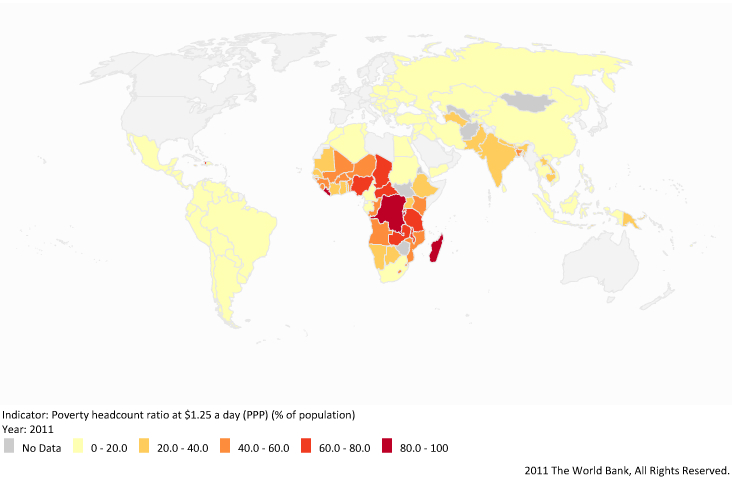 Indicator: Poverty headcount ratio at $1.25 a day (PPP) (% of population)
Year: 2011
No Data 0 - 20.0 20.0 - 40.0 40.0 - 60.0 60.0 - 80.0 80.0 - 100
2011 The World Bank, All Rights Reserved.